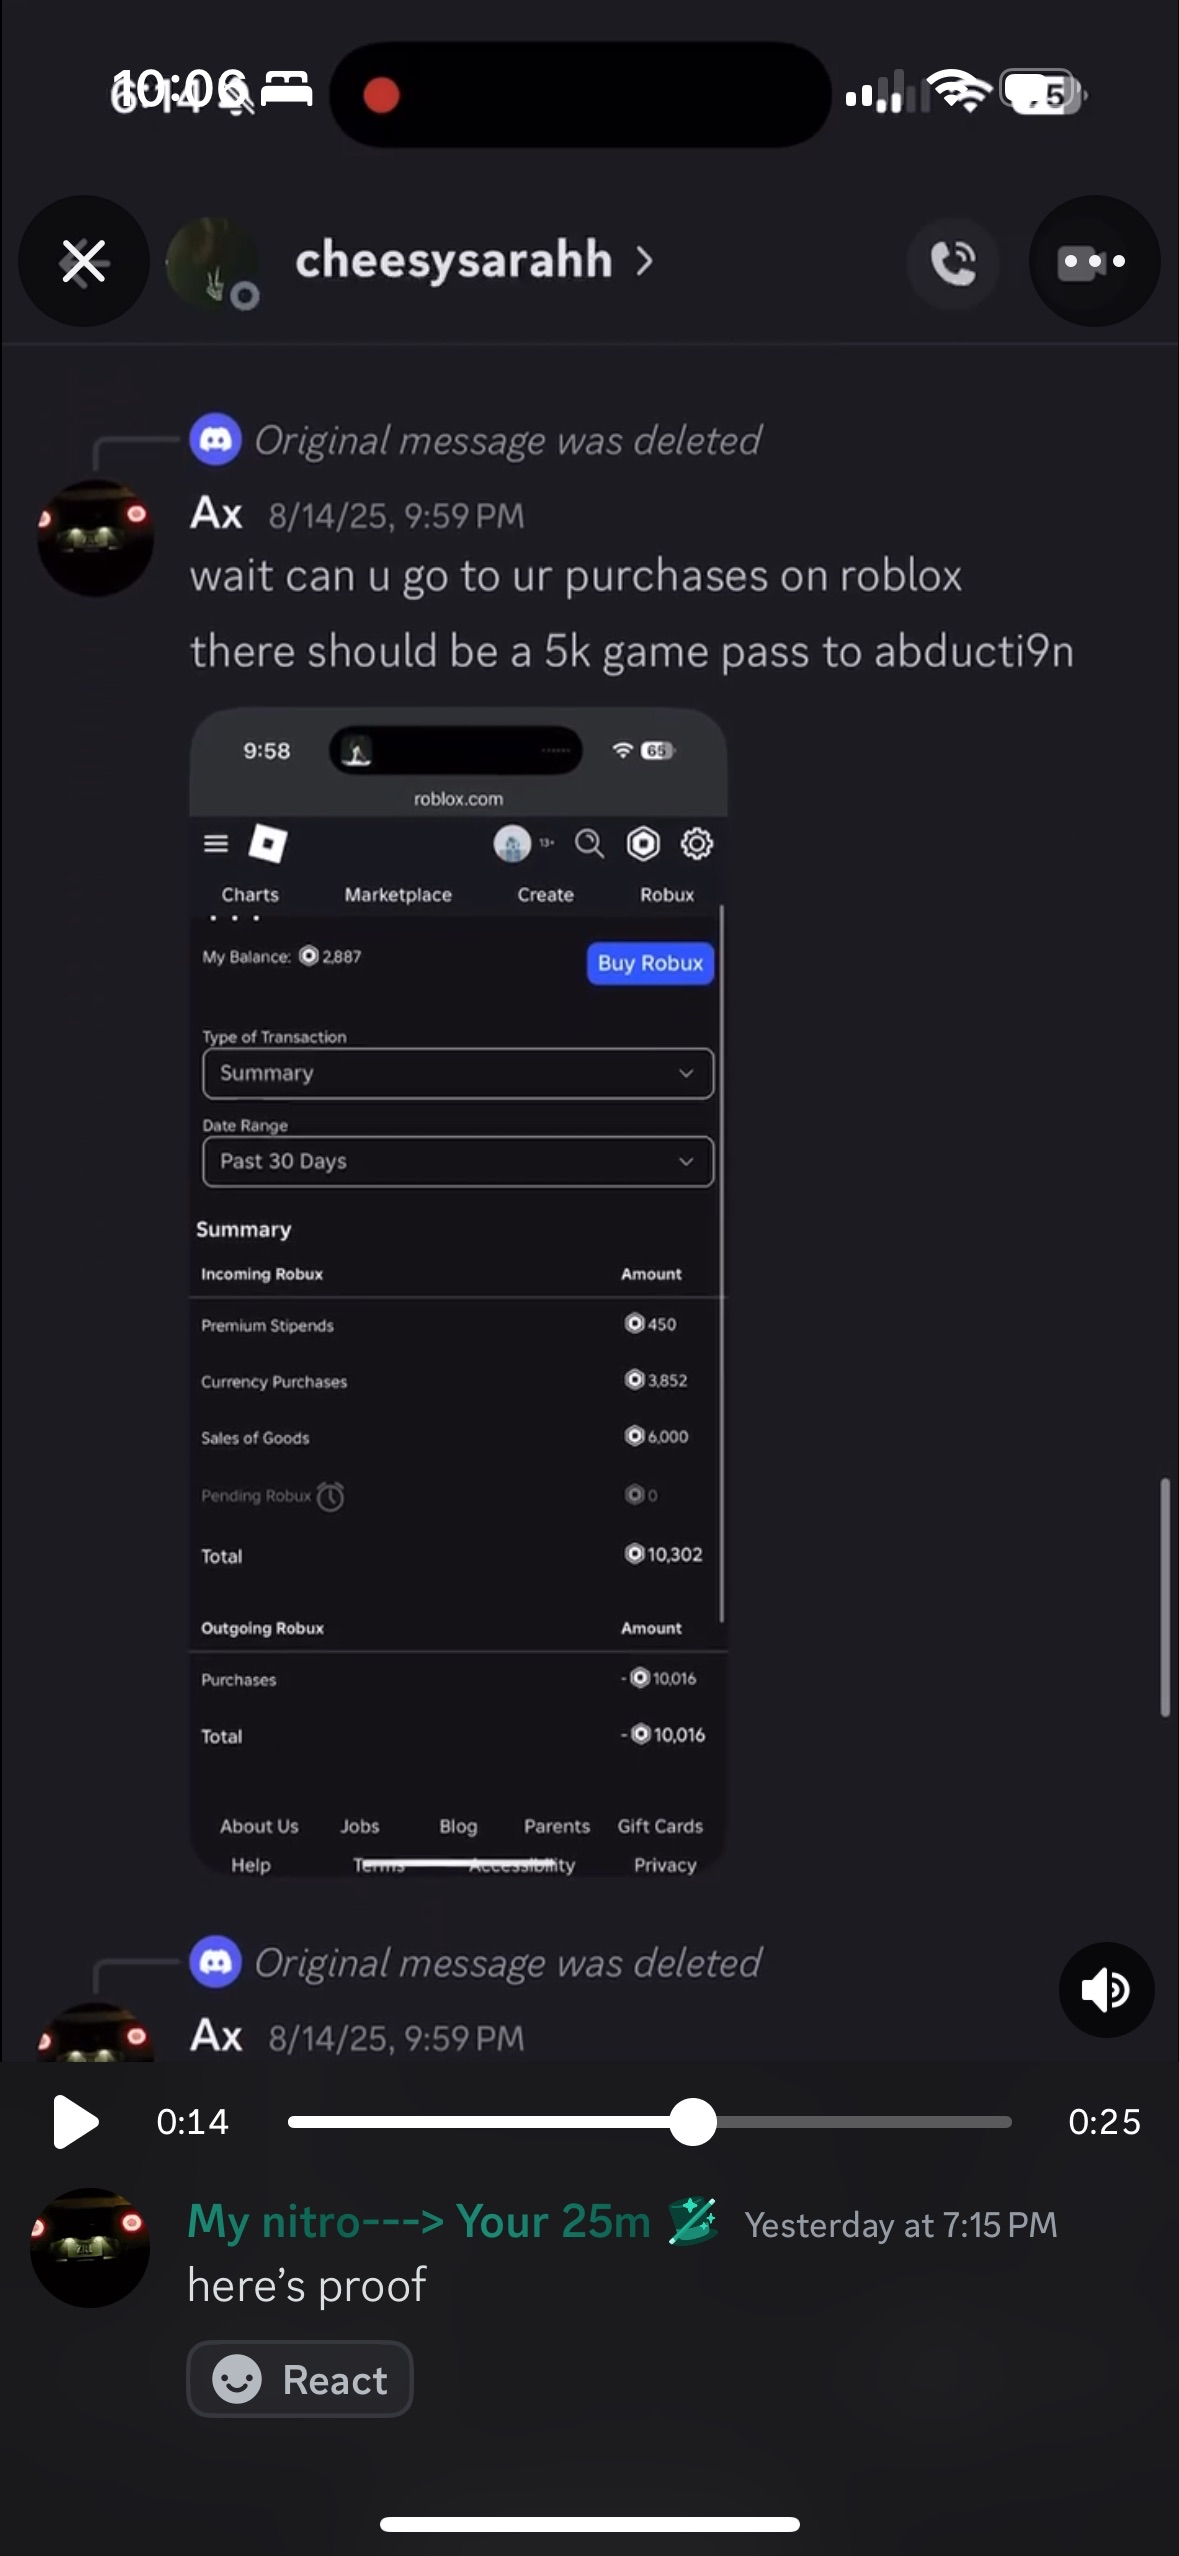 10:06
cheesysarahh
Original message was deleted
Ax 8/14/25, 9:59 PM
wait can u go to ur purchases on roblox
there should be a 5k game pass to abducti9n
9:58 65
roblox.com
13+
Charts Marketplace Create Robux
My Balance: 2,887 Buy Robux
Type of Transaction
Summary
Date Range
Past 30 Days
Summary
Incoming Robux Amount
Premium Stipends 450
Currency Purchases 3,852
Sales of Goods 6,000
Pending Robux 0
Total 10,302
Outgoing Robux Amount
Purchases - 10,016
Total - 10,016
About Us Jobs Blog Parents Gift Cards
Help Terms Accessibility Privacy
Original message was deleted
Ax 8/14/25, 9:59 PM
0:14 0:25
My nitro---> Your 25m Yesterday at 7:15 PM
here's proof
React